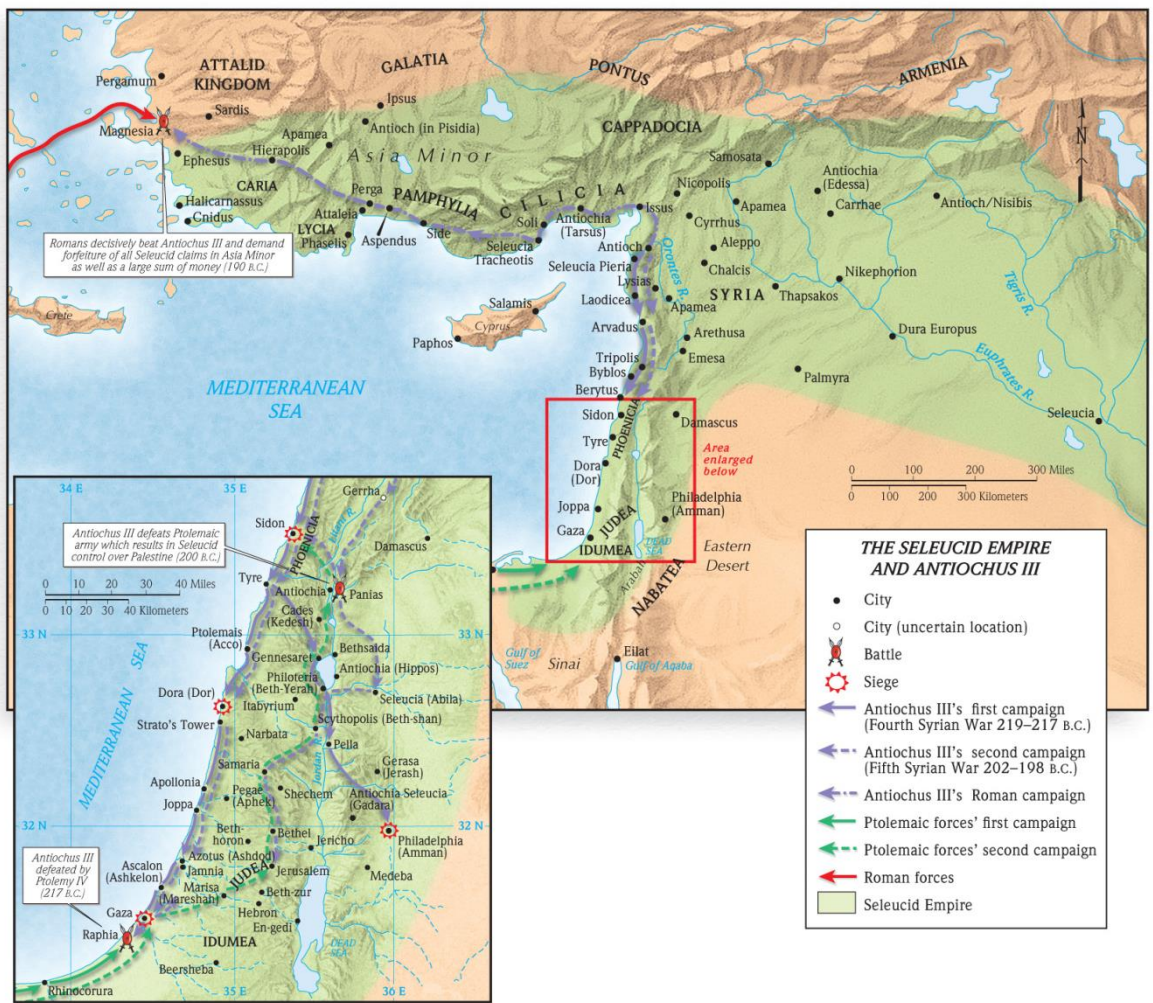 ATTALID
KINGDOM
GALATIA
PONTUS
ARMENIA
Pergamum
Sardis
Ipsus
Magnesia
Antioch (in Pisidia)
CAPPADOCIA
N
Apamea
Hierapolis
Asia Minor
Ephesus
Samosata
Antiochia
(Edessa)
CARIA
Halicarnassus
Cnidus
Perga
PAMPHYLIA
CILICIA
Nicopolis
Apamea
Carrhae
Antioch/Nisibis
Attaleia
LYCIA
Phaselis
Aspendus
Side
Soli
Antiochia
(Tarsus)
Issus
Cyrrhus
Seleucia
Tracheotis
Antioch
Aleppo
Seleucia Pieria
Orontes R.
Chalcis
Lysias
SYRIA
Nikephorion
Tigris R.
Romans decisively beat Antiochus III and demand
forfeiture of all Seleucid claims in Asia Minor
as well as a large sum of money (190 B.C.)
Laodicea
Apamea
Thapsakos
Crete
Salamis
Cyprus
Paphos
Arvadus
Arethusa
Dura Europus
Tripolis
Byblos
Emesa
Palmyra
Euphrates R.
MEDITERRANEAN
SEA
Berytus
Sidon
PHOENICIA
Damascus
Seleucia
Tyre
Area
enlarged
below
Dora
(Dor)
Joppa
JUDEA
Philadelphia
(Amman)
Gaza
IDUMEA
DEAD
SEA
Eastern
Desert
Arabah
NABATEA
Gulf of
Suez
Sinai
Eilat
Gulf of Aqaba
0 100 200 300 Miles
0 100 200 300 Kilometers
34 E
35 E
Gerrha
Antiochus III defeats Ptolemaic
army which results in Seleucid
control over Palestine (200 B.C.)
Sidon
PHOENICIA
Litani R.
Damascus
0 10 20 30 40 Miles
0 10 20 30 40 Kilometers
Tyre
Antiochia
Panias
Cades
(Kedesh)
33 N
33 N
Ptolemais
(Acco)
Gennesaret
Bethsaida
Antiochia (Hippos)
Philoteria
(Beth-Yerah)
MEDITERRANEAN
SEA
Dora (Dor)
Itabyrium
Seleucia (Abila)
Strato's Tower
Scythopolis (Beth-shan)
Narbata
Pella
Jordan R.
Samaria
Gerasa
(Jerash)
Apollonia
Pegae
(Aphek)
Shechem
Antiochia Seleucia
(Gadara)
Joppa
32 N
32 N
Beth-
horon
Bethel
Jericho
Philadelphia
(Amman)
Antiochus III
defeated by
Ptolemy IV
(217 B.C.)
Azotus (Ashdod)
Jamnia
JUDEA
Jerusalem
Medeba
Ascalon
(Ashkelon)
Marisa
(Mareshah)
Beth-zur
Gaza
Hebron
En-gedi
Raphia
IDUMEA
DEAD
SEA
Beersheba
Rhinocorura
35 E
36 E
THE SELEUCID EMPIRE
AND ANTIOCHUS III
City
City (uncertain location)
Battle
Siege
Antiochus III's first campaign
(Fourth Syrian War 219–217 B.C.)
Antiochus III's second campaign
(Fifth Syrian War 202–198 B.C.)
Antiochus III's Roman campaign
Ptolemaic forces' first campaign
Ptolemaic forces' second campaign
Roman forces
Seleucid Empire